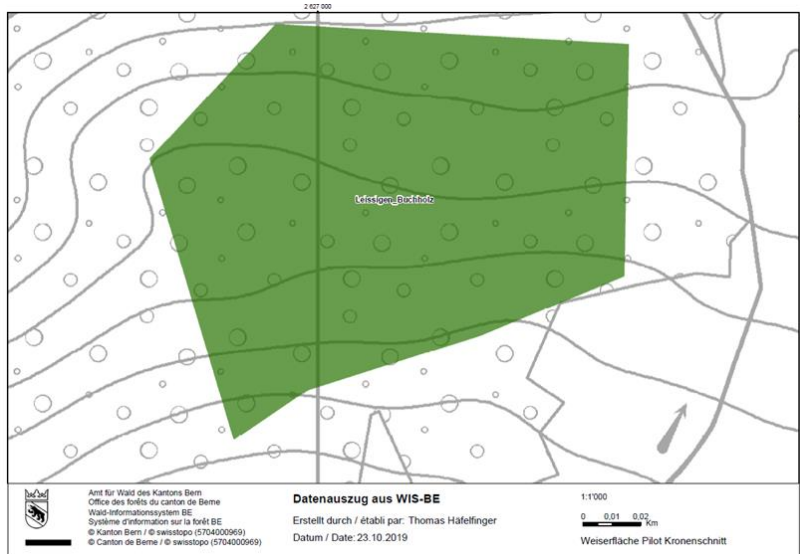 2 627 000
Leissigen_Buchholz
Amt für Wald des Kantons Bern
Office des forêts du canton de Berne
Wald-Informationssystem BE
Système d'information sur la forêt BE
© Kanton Bern / © swisstopo (5704000969)
© Canton de Berne / © swisstopo (5704000969)
Datenauszug aus WIS-BE
Erstellt durch / établi par: Thomas Häfelfinger
Datum / Date: 23.10.2019
1:1'000
0 0.01 0.02
Km
Weiserfläche Pilot Kronenschnitt